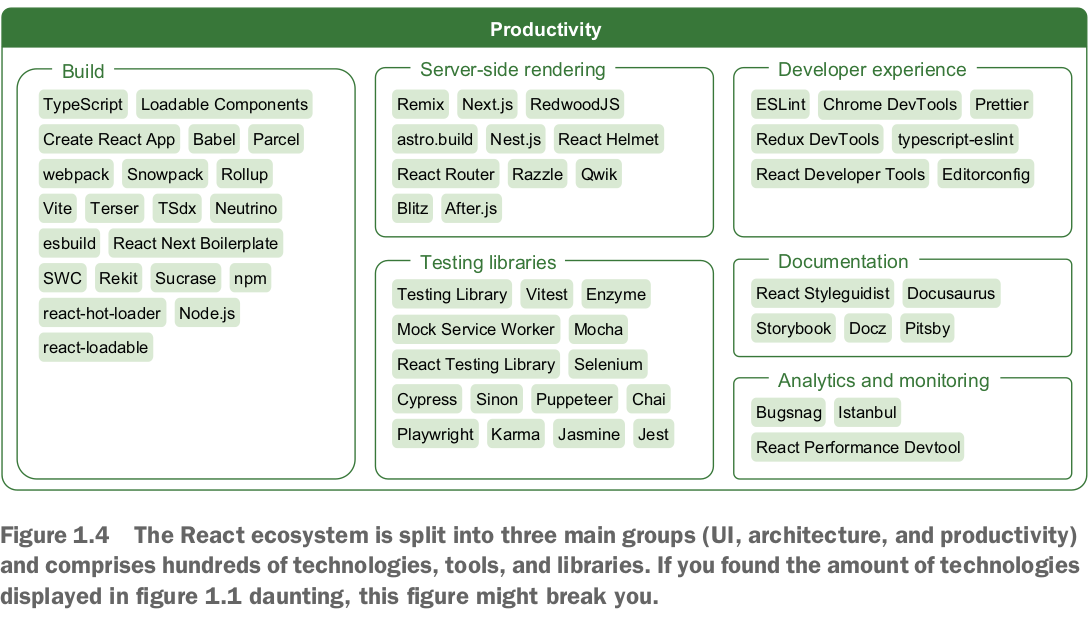 Productivity
Build
TypeScript Loadable Components
Create React App Babel Parcel
webpack Snowpack Rollup
Vite Terser TSdx Neutrino
esbuild React Next Boilerplate
SWC Rekit Sucrase npm
react-hot-loader Node.js
react-loadable
Server-side rendering
Remix Next.js RedwoodJS
astro.build Nest.js React Helmet
React Router Razzle Qwik
Blitz After.js
Testing libraries
Testing Library Vitest Enzyme
Mock Service Worker Mocha
React Testing Library Selenium
Cypress Sinon Puppeteer Chai
Playwright Karma Jasmine Jest
Developer experience
ESLint Chrome DevTools Prettier
Redux DevTools typescript-eslint
React Developer Tools Editorconfig
Documentation
React Styleguidist Docusaurus
Storybook Docz Pitsby
Analytics and monitoring
Bugsnag Istanbul
React Performance Devtool
Figure 1.4 The React ecosystem is split into three main groups (UI, architecture, and productivity)
and comprises hundreds of technologies, tools, and libraries. If you found the amount of technologies
displayed in figure 1.1 daunting, this figure might break you.